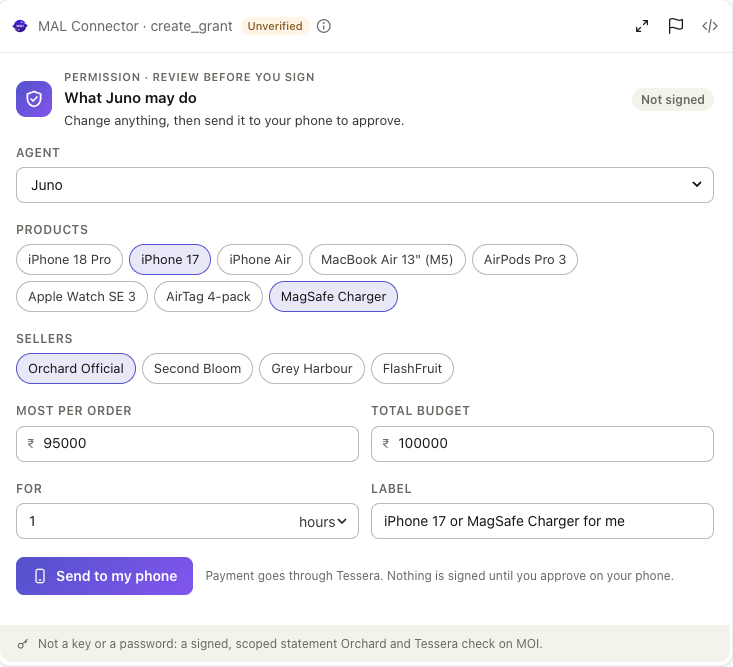 MAL Connector · create_grant Unverified
PERMISSION · REVIEW BEFORE YOU SIGN
What Juno may do
Not signed
Change anything, then send it to your phone to approve.
AGENT
Juno
PRODUCTS
iPhone 18 Pro iPhone 17 iPhone Air MacBook Air 13" (M5) AirPods Pro 3
Apple Watch SE 3 AirTag 4-pack MagSafe Charger
SELLERS
Orchard Official Second Bloom Grey Harbour FlashFruit
MOST PER ORDER TOTAL BUDGET
₹ 95000 ₹ 100000
FOR LABEL
1 hours iPhone 17 or MagSafe Charger for me
Send to my phone Payment goes through Tessera. Nothing is signed until you approve on your phone.
Not a key or a password: a signed, scoped statement Orchard and Tessera check on MOI.